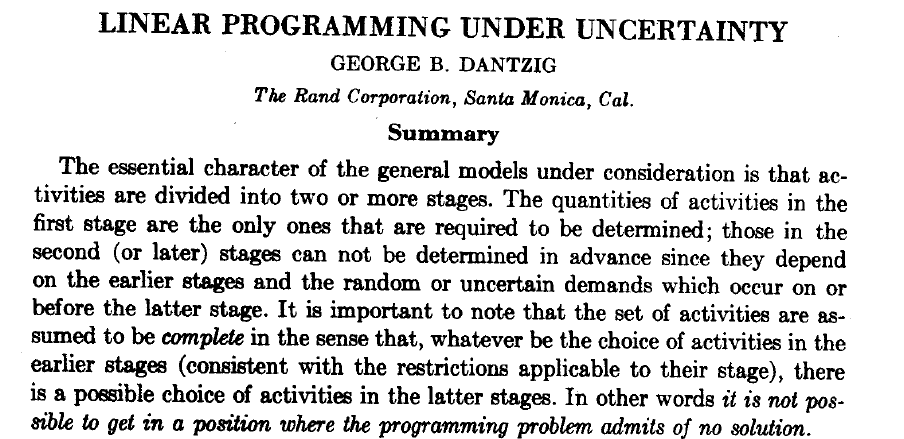 LINEAR PROGRAMMING UNDER UNCERTAINTY
GEORGE B. DANTZIG
The Rand Corporation, Santa Monica, Cal.
Summary
The essential character of the general models under consideration is that ac-
tivities are divided into two or more stages. The quantities of activities in the
first stage are the only ones that are required to be determined; those in the
second (or later) stages can not be determined in advance since they depend
on the earlier stages and the random or uncertain demands which occur on or
before the latter stage. It is important to note that the set of activities are as-
sumed to be complete in the sense that, whatever be the choice of activities in the
earlier stages (consistent with the restrictions applicable to their stage), there
is a possible choice of activities in the latter stages. In other words it is not pos-
sible to get in a position where the programming problem admits of no solution.